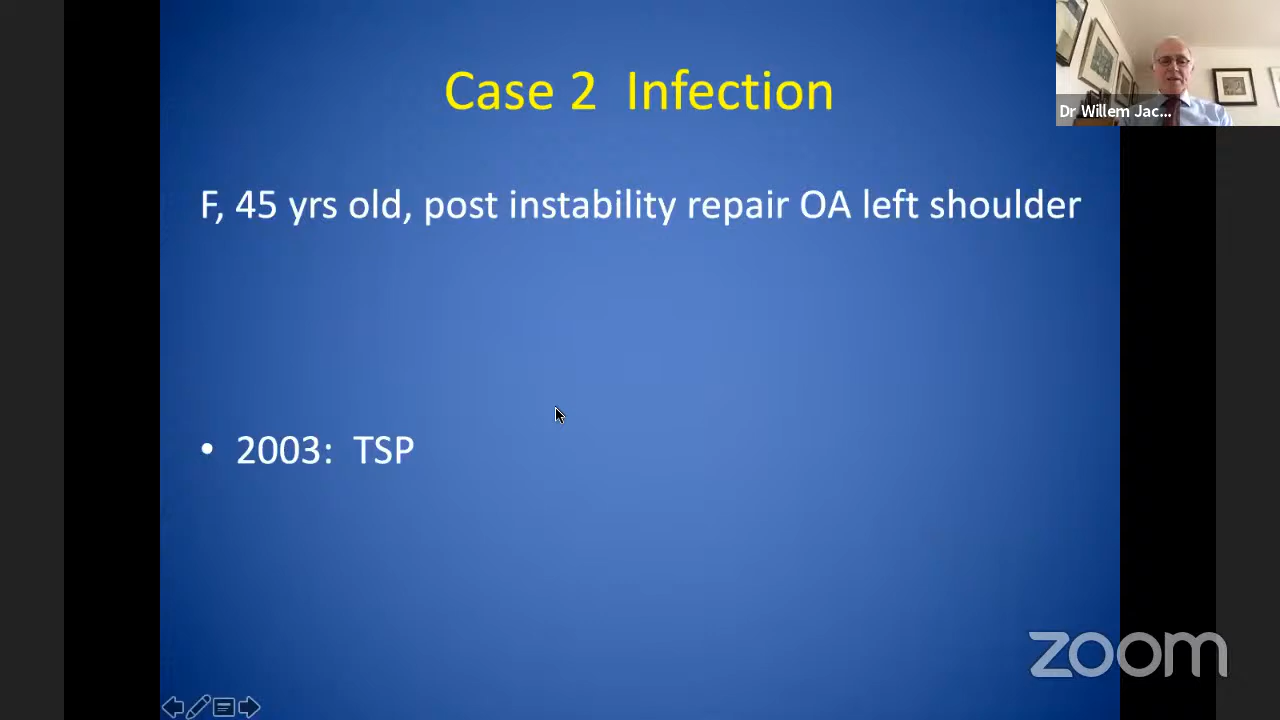 Case 2 Infection
Dr Willem Jac...
F, 45 yrs old, post instability repair OA left shoulder
• 2003: TSP
zoom